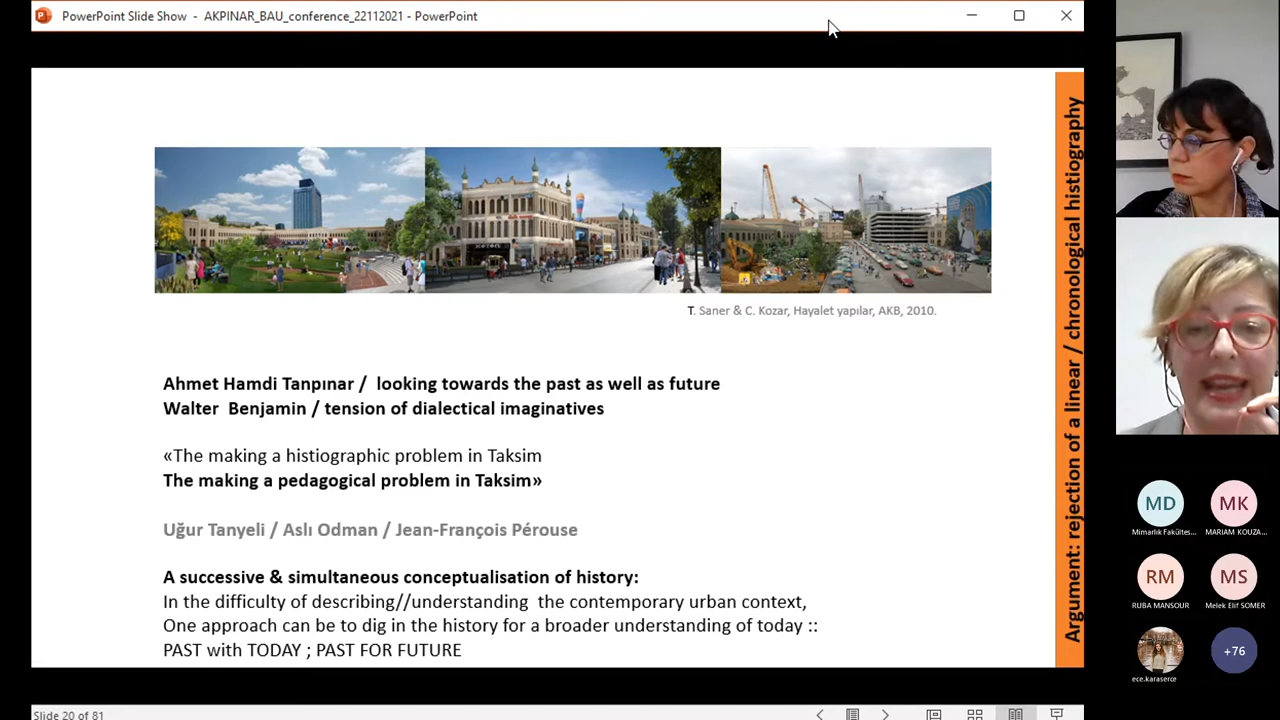 PowerPoint Slide Show - AKPINAR_BAU_conference_22112021 - PowerPoint
T. Saner & C. Kozar, Hayalet yapılar, AKB, 2010.
Ahmet Hamdi Tanpınar / looking towards the past as well as future
Walter Benjamin / tension of dialectical imaginatives
«The making a histiographic problem in Taksim
The making a pedagogical problem in Taksim»
Uğur Tanyeli / Aslı Odman / Jean-François Pérouse
A successive & simultaneous conceptualisation of history:
In the difficulty of describing//understanding the contemporary urban context,
One approach can be to dig in the history for a broader understanding of today ::
PAST with TODAY ; PAST FOR FUTURE
Argument: rejection of a linear / chronological histiography
MD
MK
Mimarlık Fakültes...
MARIAM KOUZA...
RM
MS
RUBA MANSOUR
Melek Elif SOMER
+76
ece.karaserce
Slide 20 of 81